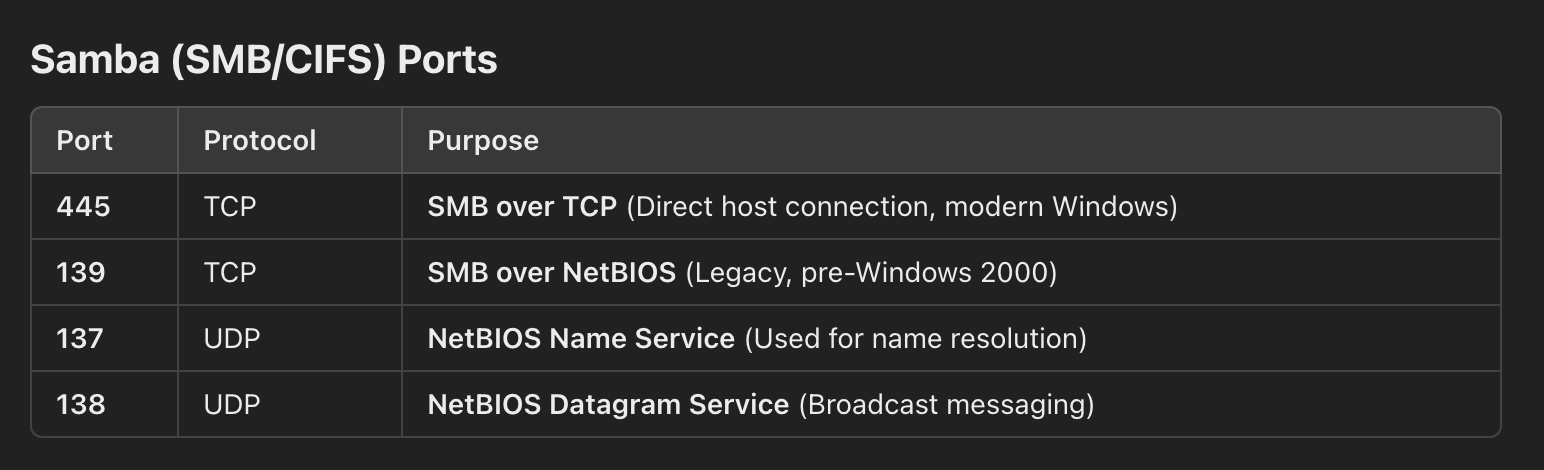 Samba (SMB/CIFS) Ports
Port Protocol Purpose
445 TCP SMB over TCP (Direct host connection, modern Windows)
139 TCP SMB over NetBIOS (Legacy, pre-Windows 2000)
137 UDP NetBIOS Name Service (Used for name resolution)
138 UDP NetBIOS Datagram Service (Broadcast messaging)